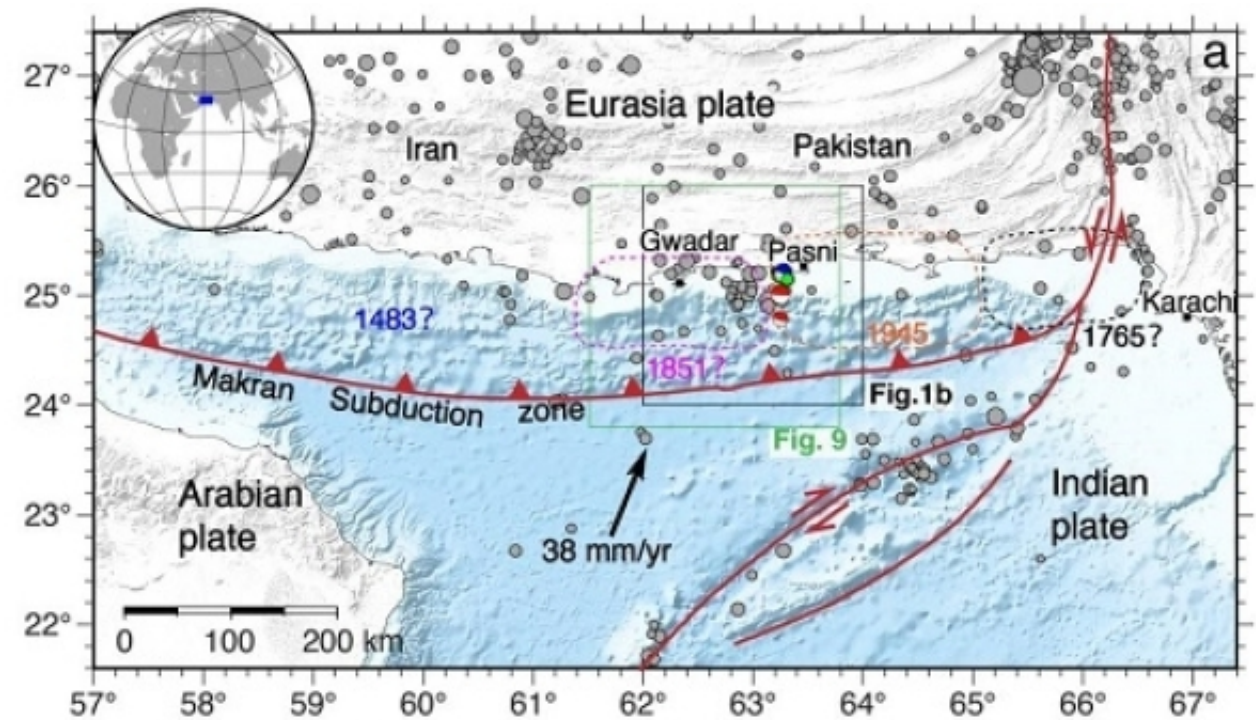 a
27°
Eurasia plate
Iran
Pakistan
26°
Gwadar
Pasni
25°
1483?
1945
Karachi
1765?
1851?
Makran
Subduction
zone
24°
Fig.1b
Fig. 9
Arabian
plate
Indian
plate
23°
38 mm/yr
22°
0 100 200 km
57° 58° 59° 60° 61° 62° 63° 64° 65° 66° 67°